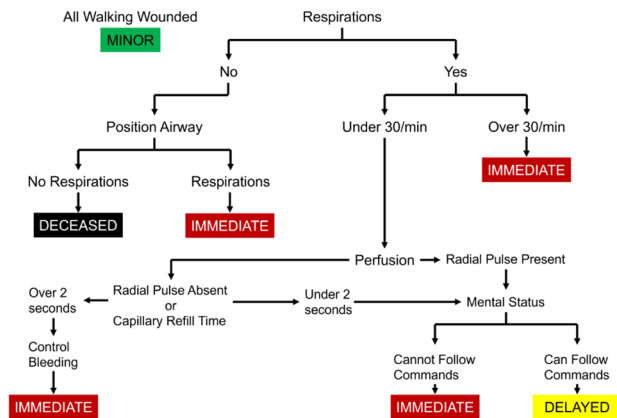 All Walking Wounded
MINOR
Respirations
No
Yes
Position Airway
Under 30/min
Over 30/min
IMMEDIATE
No Respirations
Respirations
DECEASED
IMMEDIATE
Perfusion
Radial Pulse Present
Over 2
seconds
Radial Pulse Absent
or
Capillary Refill Time
Under 2
seconds
Mental Status
Control
Bleeding
Cannot Follow
Commands
Can Follow
Commands
IMMEDIATE
IMMEDIATE
DELAYED